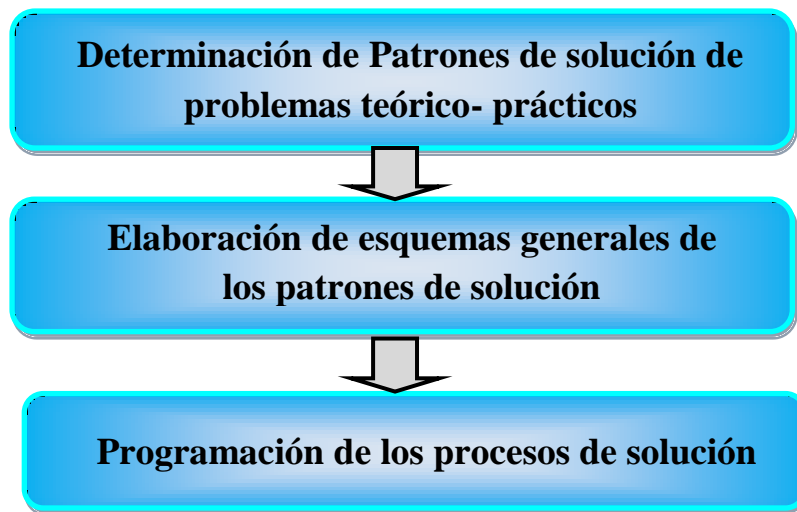 Determinación de Patrones de solución de
problemas teórico- prácticos
Elaboración de esquemas generales de
los patrones de solución
Programación de los procesos de solución